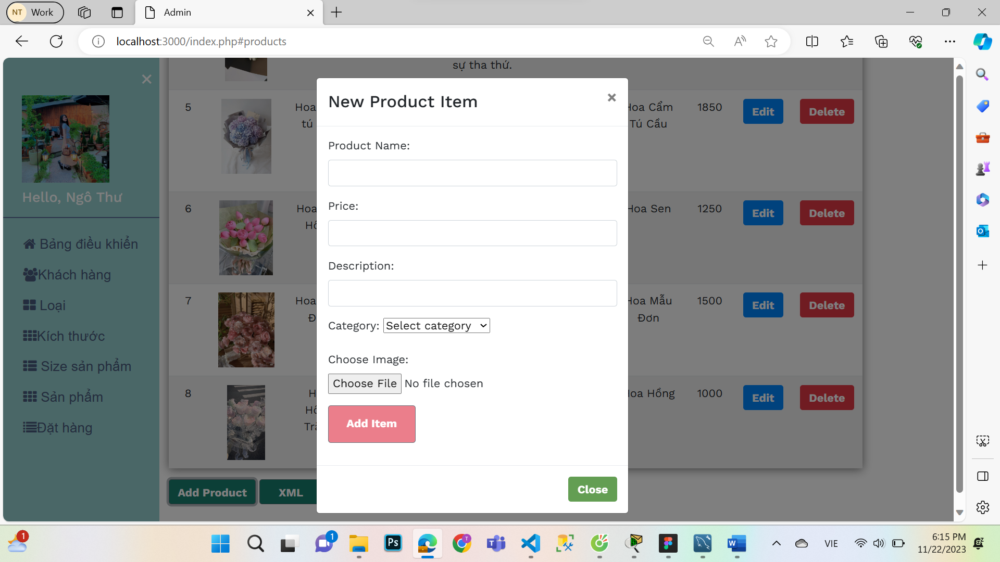 NT Work
Admin
localhost:3000/index.php#products
sự tha thứ.
Hello, Ngô Thư
Bảng điều khiển
Khách hàng
Loại
Kích thước
Size sản phẩm
Sản phẩm
Đặt hàng
5 Hoa Hoa Cẩm 1850 Edit Delete
tú Tú Cầu
6 Hoa Hoa Sen 1250 Edit Delete
7 Hoa Hoa Mẫu 1500 Edit Delete
Đ Đơn
8 H Hoa Hồng 1000 Edit Delete
Add Product XML
New Product Item ×
Product Name:
Price:
Description:
Category: Select category
Choose Image:
Choose File No file chosen
Add Item
Close
1
1
Ps
T
VIE
6:15 PM
11/22/2023